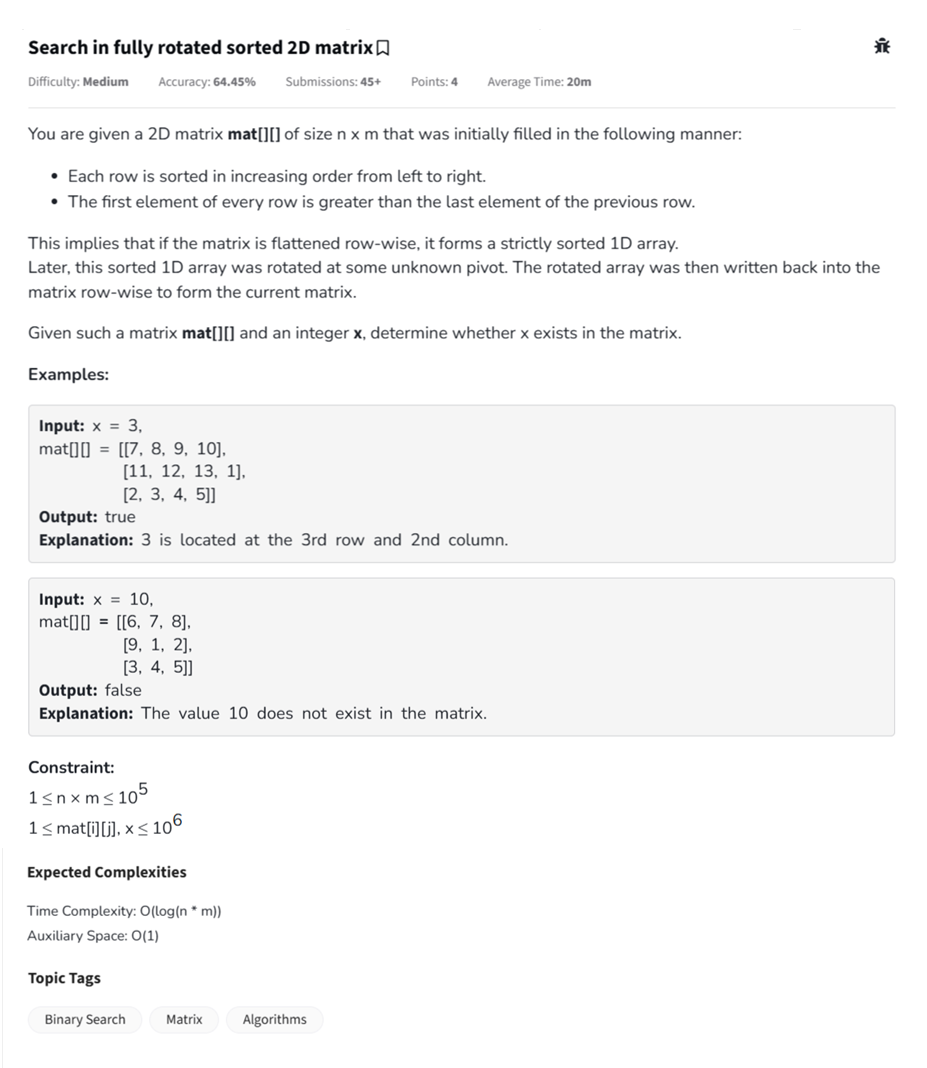 Search in fully rotated sorted 2D matrix
Difficulty: Medium Accuracy: 64.45% Submissions: 45+ Points: 4 Average Time: 20m
You are given a 2D matrix mat[][] of size n x m that was initially filled in the following manner:
• Each row is sorted in increasing order from left to right.
• The first element of every row is greater than the last element of the previous row.
This implies that if the matrix is flattened row-wise, it forms a strictly sorted 1D array.
Later, this sorted 1D array was rotated at some unknown pivot. The rotated array was then written back into the
matrix row-wise to form the current matrix.
Given such a matrix mat[][] and an integer x, determine whether x exists in the matrix.
Examples:
Input: x = 3,
mat[][] = [[7, 8, 9, 10],
[11, 12, 13, 1],
[2, 3, 4, 5]]
Output: true
Explanation: 3 is located at the 3rd row and 2nd column.
Input: x = 10,
mat[][] = [[6, 7, 8],
[9, 1, 2],
[3, 4, 5]]
Output: false
Explanation: The value 10 does not exist in the matrix.
Constraint:
1 ≤ n × m ≤ 10⁵
1 ≤ mat[i][j], x ≤ 10⁶
Expected Complexities
Time Complexity: O(log(n * m))
Auxiliary Space: O(1)
Topic Tags
Binary Search Matrix Algorithms